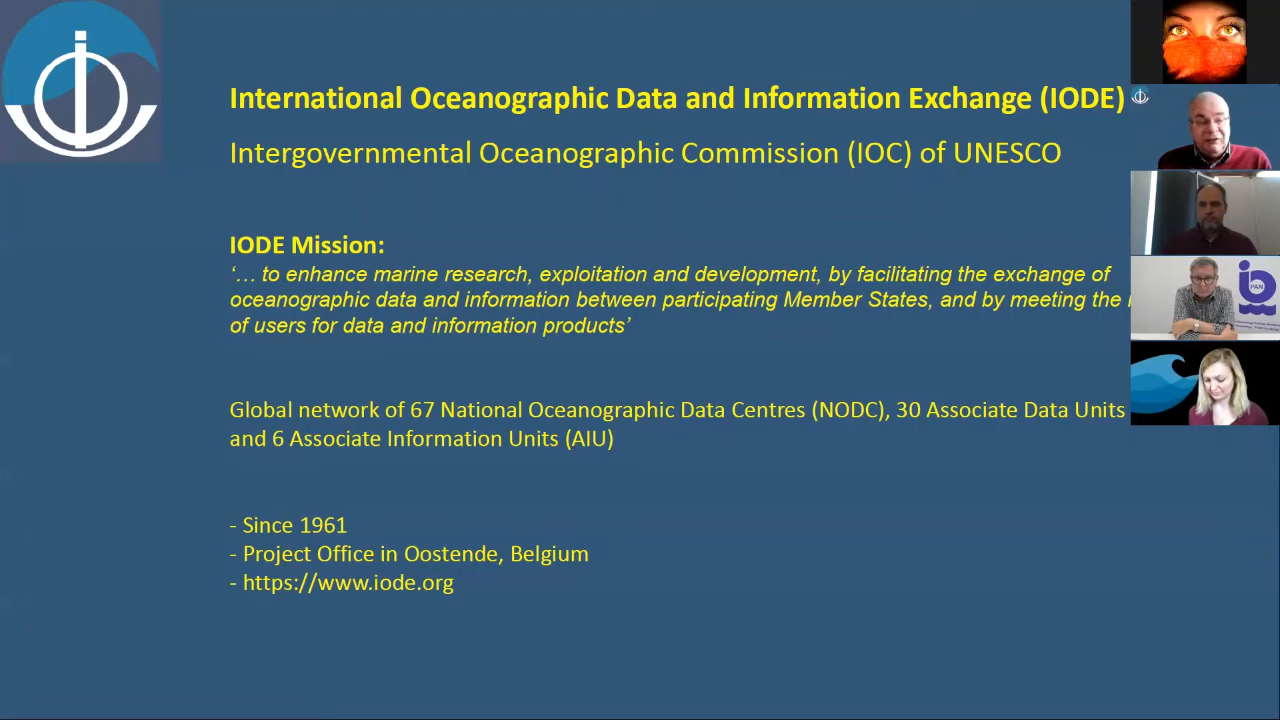 International Oceanographic Data and Information Exchange (IODE)
Intergovernmental Oceanographic Commission (IOC) of UNESCO
IODE Mission:
‘… to enhance marine research, exploitation and development, by facilitating the exchange of
oceanographic data and information between participating Member States, and by meeting the
of users for data and information products’
Global network of 67 National Oceanographic Data Centres (NODC), 30 Associate Data Units
and 6 Associate Information Units (AIU)
- Since 1961
- Project Office in Oostende, Belgium
- https://www.iode.org
PAN